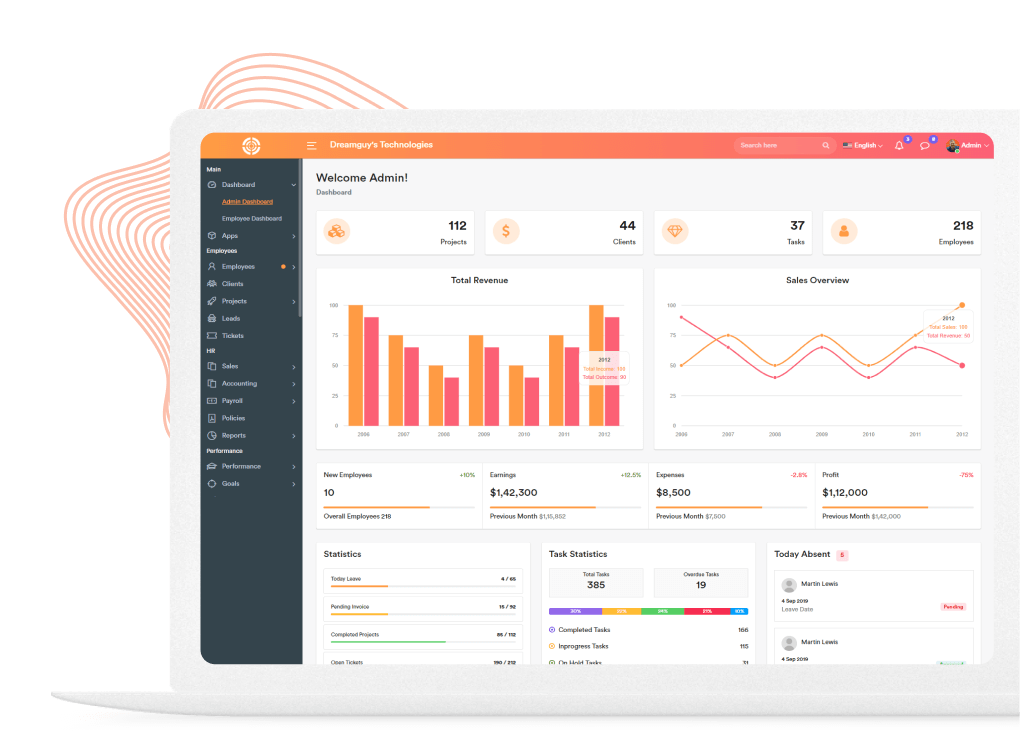 Dreamguy's Technologies
Search here
English
3
8
Admin
Main
Dashboard
Admin Dashboard
Employee Dashboard
Apps
Employees
Employees
Clients
Projects
Leads
Tickets
HR
Sales
Accounting
Payroll
Policies
Reports
Performance
Performance
Goals
Welcome Admin!
Dashboard
112
Projects
44
Clients
37
Tasks
218
Employees
Total Revenue
100
75
50
25
0
2006 2007 2008 2009 2010 2011 2012
2012
Total Income: 100
Total Outcome: 90
Sales Overview
100
75
50
25
0
2006 2007 2008 2009 2010 2011 2012
2012
Total Sales: 100
Total Revenue: 50
New Employees +10%
10
Overall Employees 218
Earnings +12.5%
$1,42,300
Previous Month $1,15,852
Expenses -2.8%
$8,500
Previous Month $7,500
Profit -75%
$1,12,000
Previous Month $1,42,000
Statistics
Today Leave 4 / 65
Pending Invoice 15 / 92
Completed Projects 85 / 112
Open Tickets 190 / 212
Task Statistics
Total Tasks
385
Overdue Tasks
19
30% 22% 24% 21% 10%
Completed Tasks 166
Inprogress Tasks 115
On Hold Tasks 31
Today Absent 5
Martin Lewis
4 Sep 2019
Leave Date
Pending
Martin Lewis
4 Sep 2019